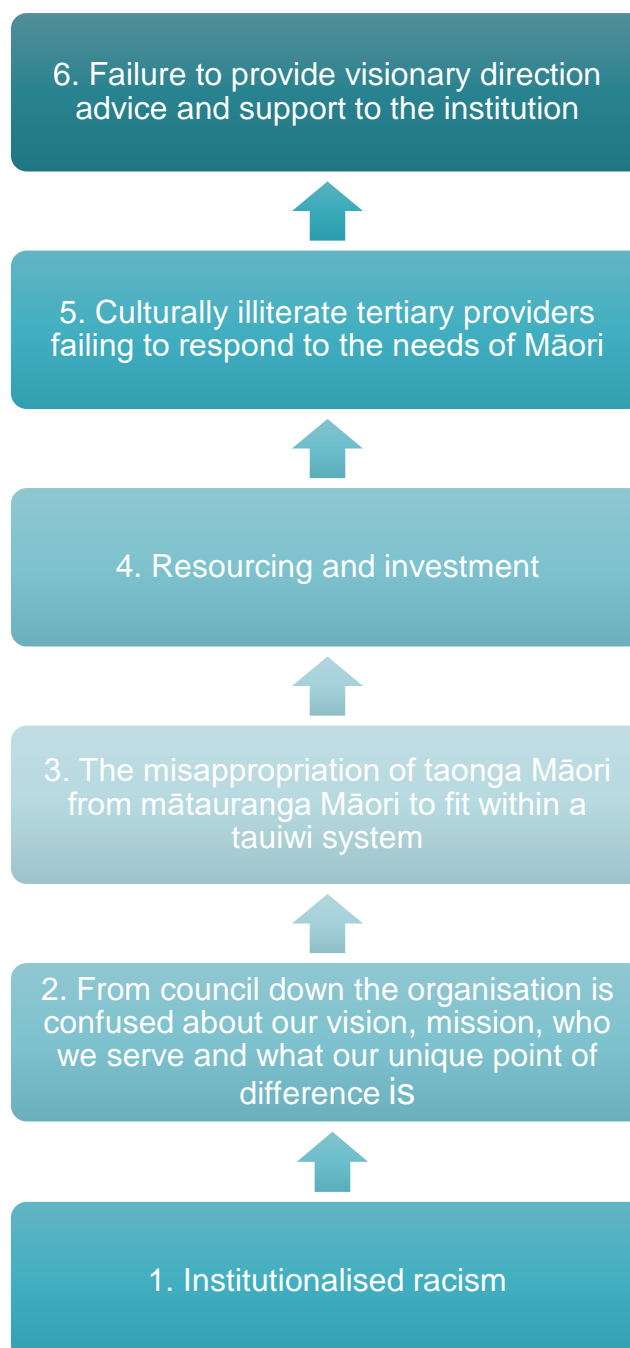 6. Failure to provide visionary direction
advice and support to the institution
5. Culturally illiterate tertiary providers
failing to respond to the needs of Māori
4. Resourcing and investment
3. The misappropriation of taonga Māori
from mātauranga Māori to fit within a
tauiwi system
2. From council down the organisation is
confused about our vision, mission, who
we serve and what our unique point of
difference is
1. Institutionalised racism